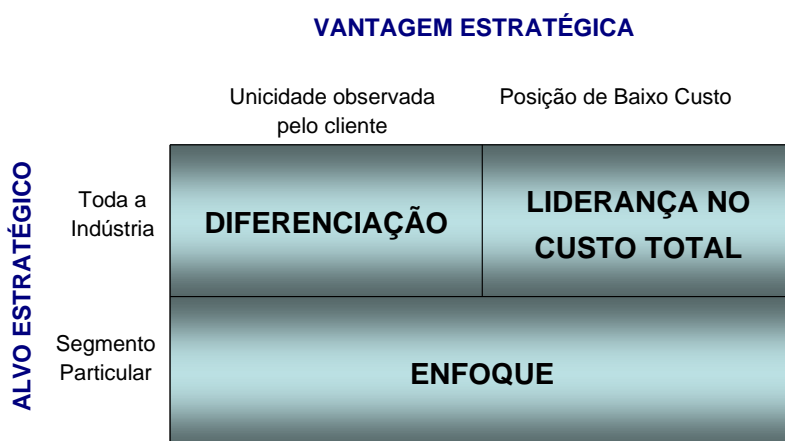 VANTAGEM ESTRATÉGICA
Unicidade observada
pelo cliente
Posição de Baixo Custo
ALVO ESTRATÉGICO
Toda a
Indústria
DIFERENCIAÇÃO
LIDERANÇA NO
CUSTO TOTAL
Segmento
Particular
ENFOQUE